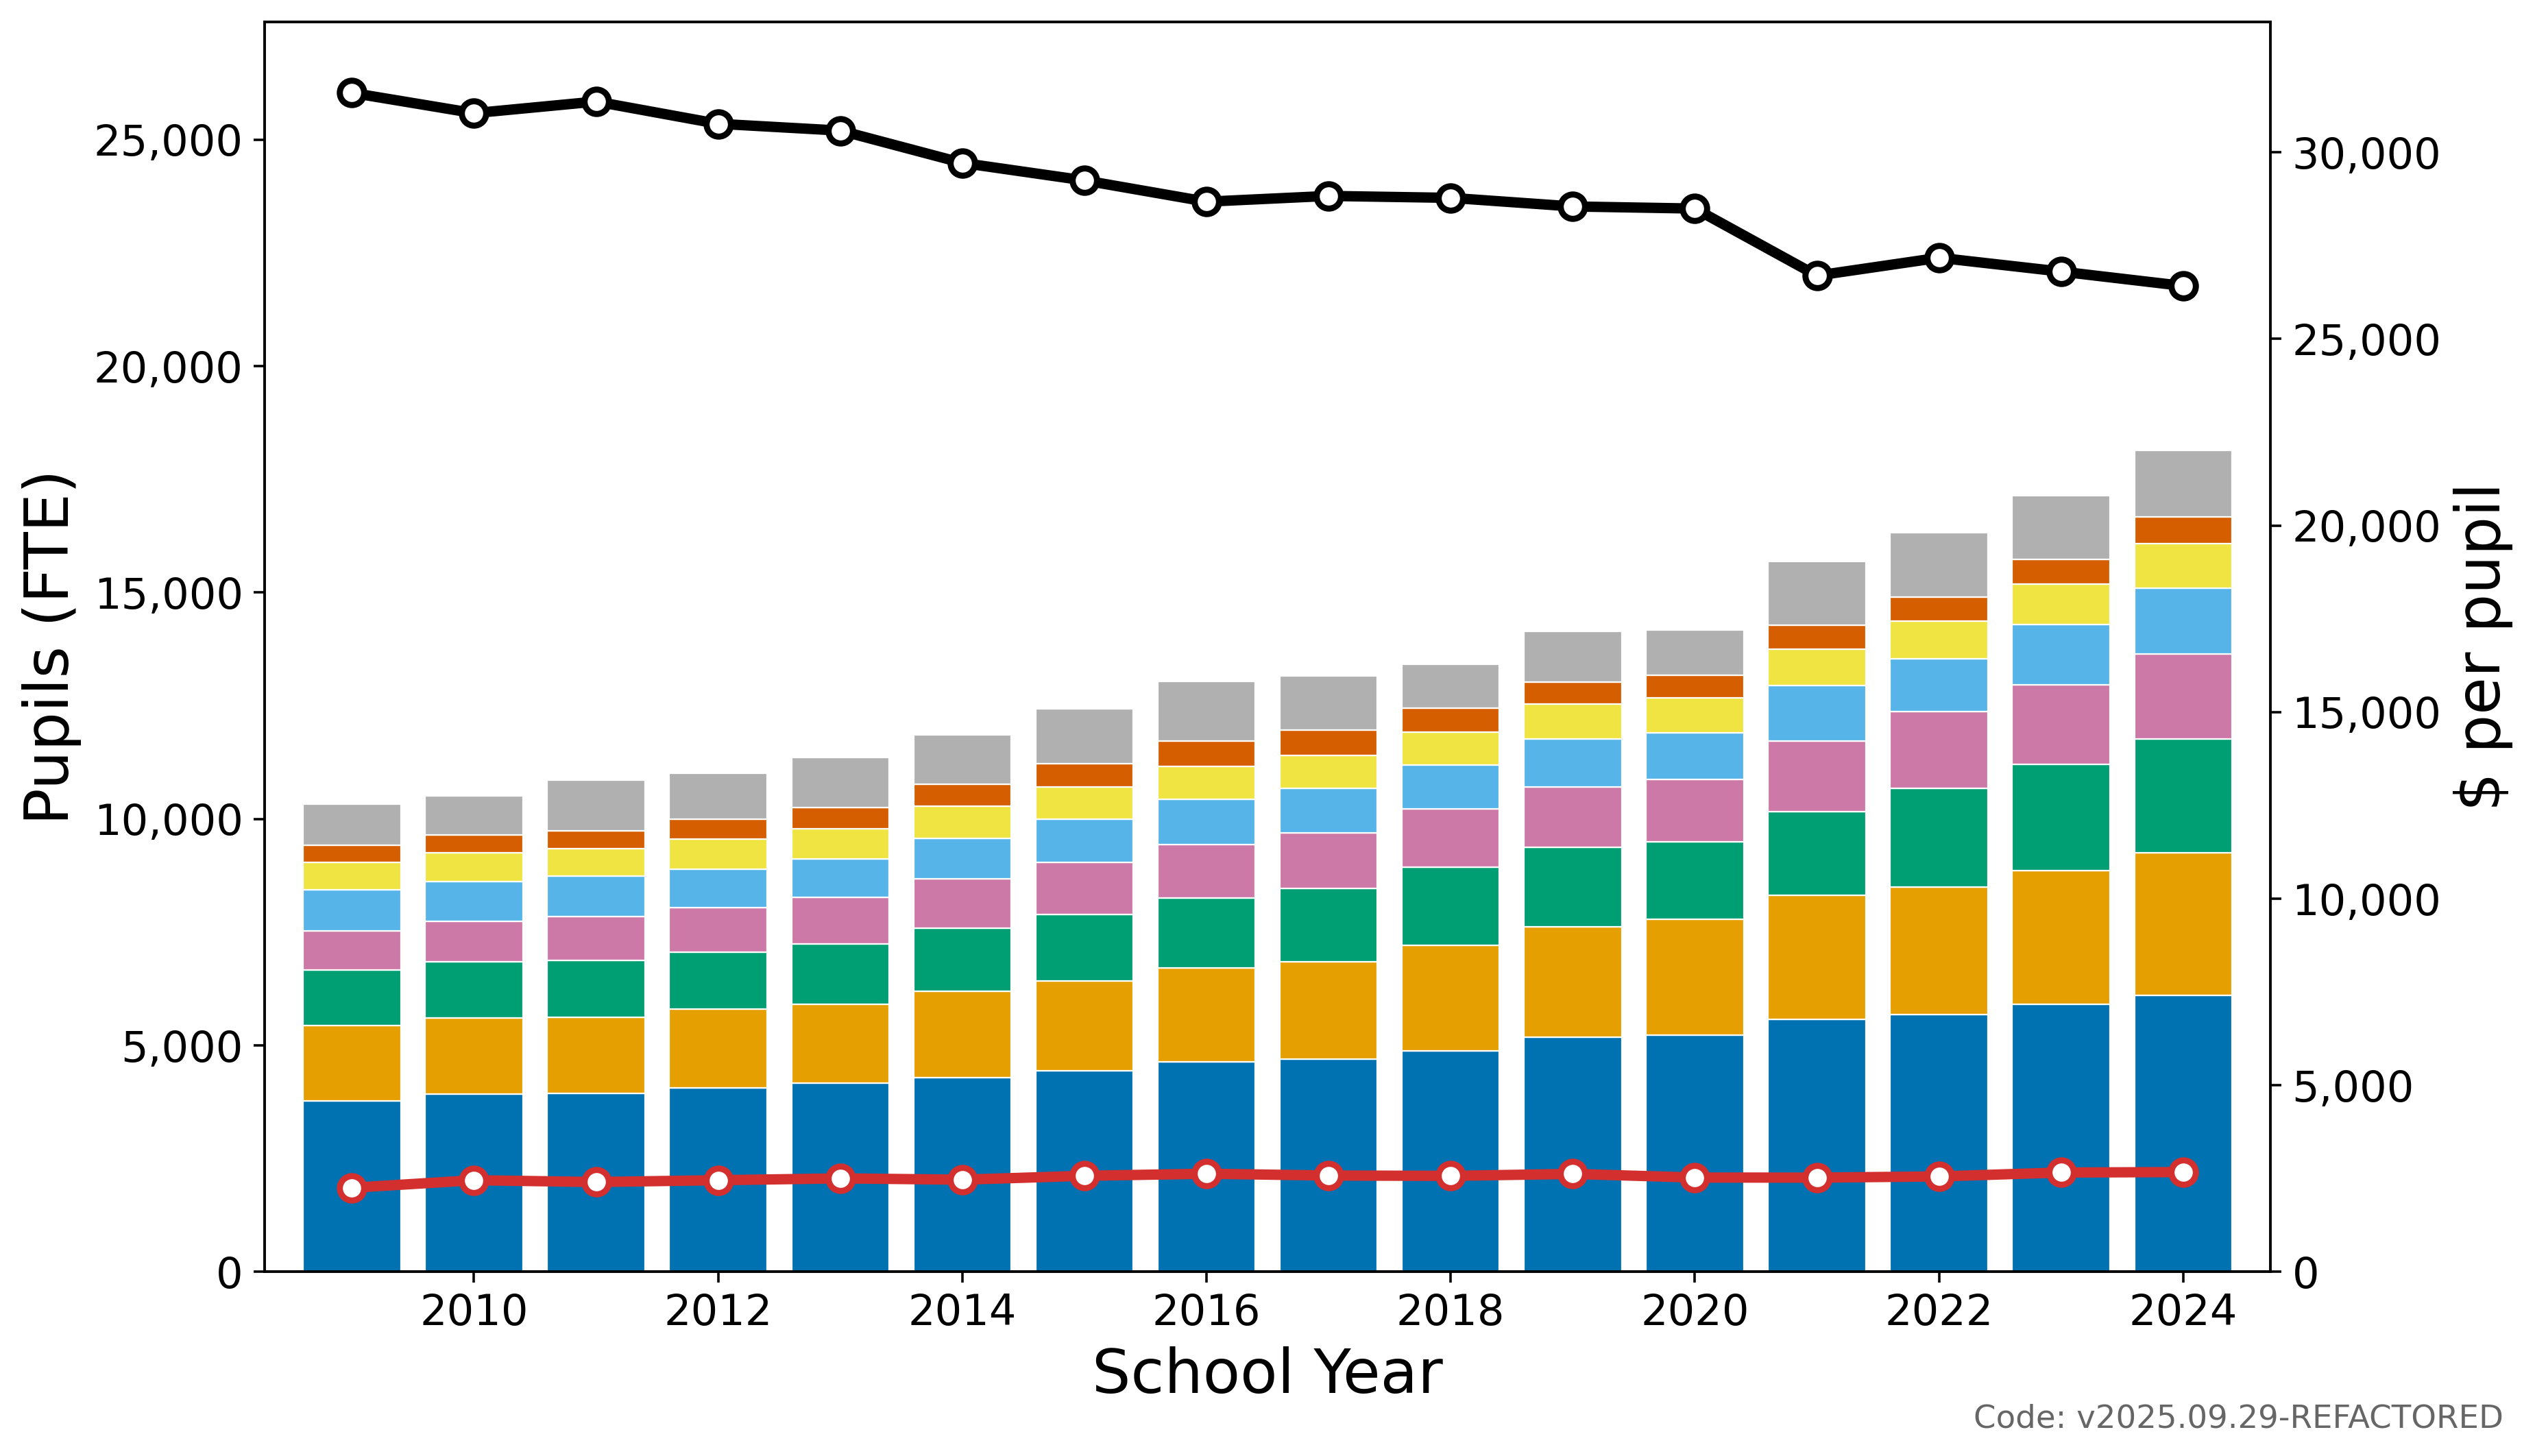 Pupils (FTE)
25,000
20,000
15,000
10,000
5,000
0
30,000
25,000
20,000
15,000
10,000
5,000
0
$ per pupil
2010 2012 2014 2016 2018 2020 2022 2024
School Year
Code: v2025.09.29-REFACTORED